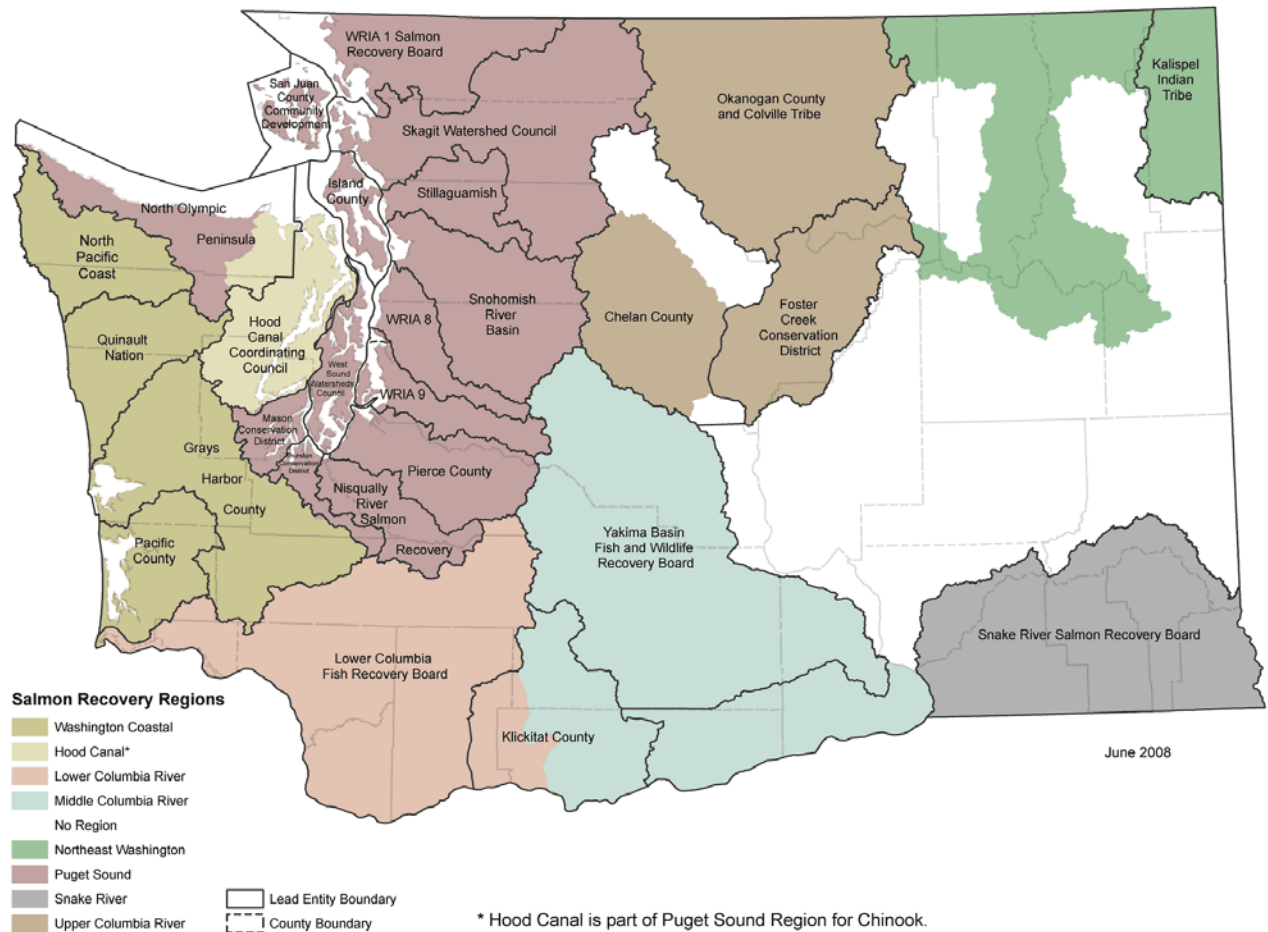 WRIA 1 Salmon
Recovery Board
Kalispel
Indian
Tribe
San Juan
County
Community
Development
Okanogan County
and Colville Tribe
Skagit Watershed Council
Island
County
Stillaguamish
North Olympic
Peninsula
North
Pacific
Coast
Snohomish
River
Basin
WRIA 8
Chelan County
Foster
Creek
Conservation
District
Quinault
Nation
Hood
Canal
Coordinating
Council
West
Sound
Watersheds
Council
WRIA 9
Mason
Conservation
District
Thurston
Conservation
District
Grays
Harbor
County
Pierce County
Nisqually
River
Salmon
Recovery
Pacific
County
Yakima Basin
Fish and Wildlife
Recovery Board
Snake River Salmon Recovery Board
Lower Columbia
Fish Recovery Board
Klickitat County
Salmon Recovery Regions
Washington Coastal
Hood Canal*
Lower Columbia River
Middle Columbia River
No Region
Northeast Washington
Puget Sound
Snake River
Upper Columbia River
Lead Entity Boundary
County Boundary
June 2008
* Hood Canal is part of Puget Sound Region for Chinook.